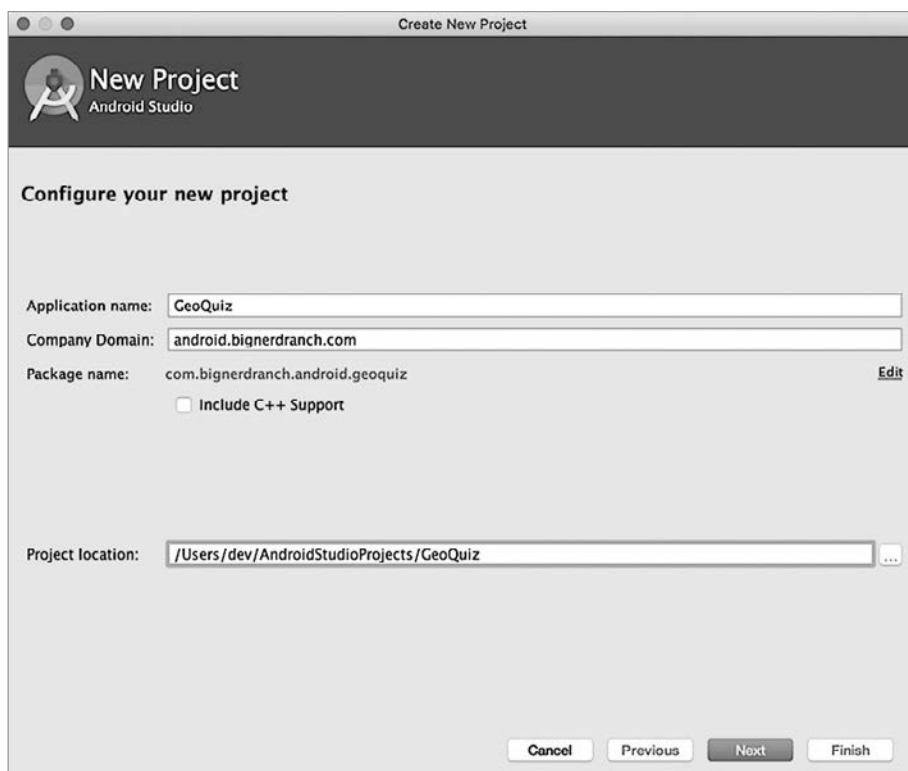 Create New Project
New Project
Android Studio
Configure your new project
Application name: GeoQuiz
Company Domain: android.bignerdranch.com
Package name: com.bignerdranch.android.geoquiz Edit
Include C++ Support
Project location: /Users/dev/AndroidStudioProjects/GeoQuiz ...
Cancel Previous Next Finish